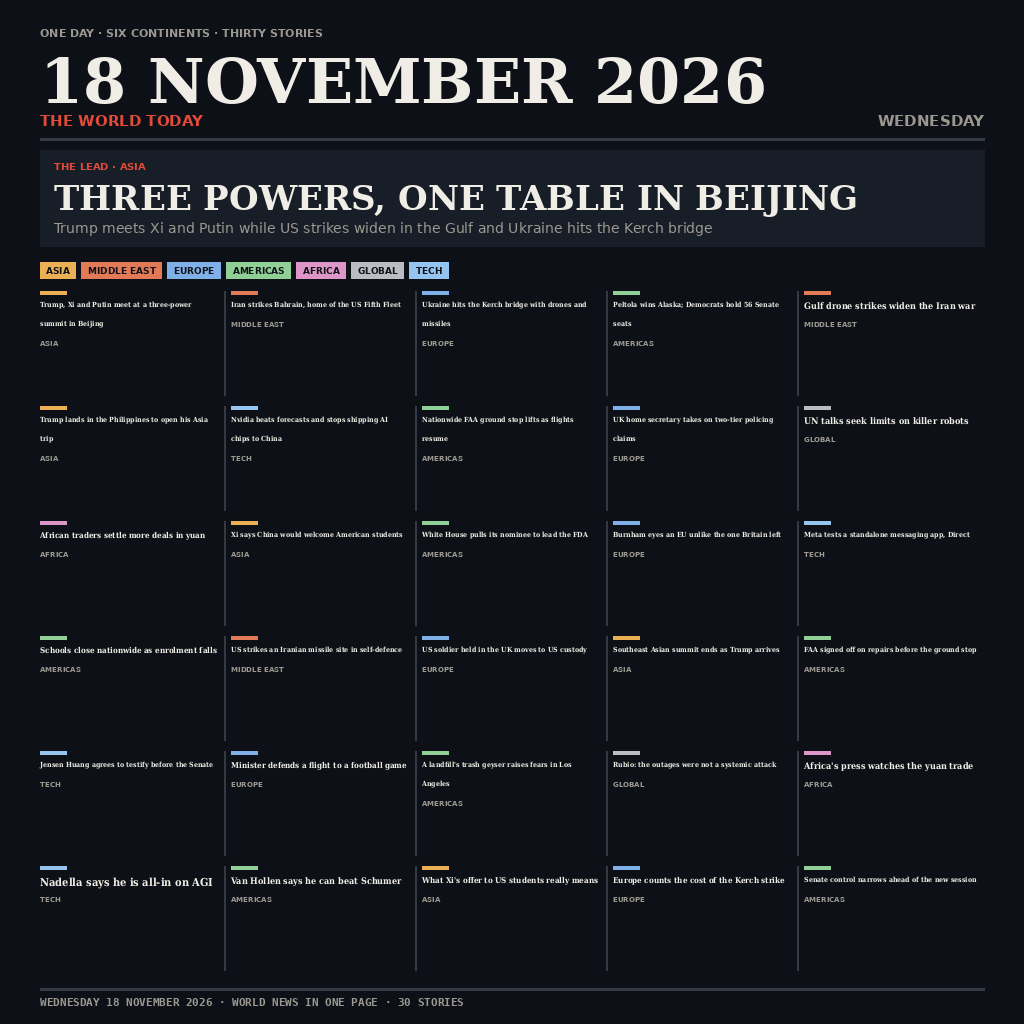 ONE DAY · SIX CONTINENTS · THIRTY STORIES
18 NOVEMBER 2026
THE WORLD TODAY
WEDNESDAY
THE LEAD · ASIA
THREE POWERS, ONE TABLE IN BEIJING
Trump meets Xi and Putin while US strikes widen in the Gulf and Ukraine hits the Kerch bridge
ASIA
MIDDLE EAST
EUROPE
AMERICAS
AFRICA
GLOBAL
TECH
Trump, Xi and Putin meet at a three-power
summit in Beijing
ASIA
Iran strikes Bahrain, home of the US Fifth Fleet
MIDDLE EAST
Ukraine hits the Kerch bridge with drones and
missiles
EUROPE
Peltola wins Alaska; Democrats hold 56 Senate
seats
AMERICAS
Gulf drone strikes widen the Iran war
MIDDLE EAST
Trump lands in the Philippines to open his Asia
trip
ASIA
Nvidia beats forecasts and stops shipping AI
chips to China
TECH
Nationwide FAA ground stop lifts as flights
resume
AMERICAS
UK home secretary takes on two-tier policing
claims
EUROPE
UN talks seek limits on killer robots
GLOBAL
African traders settle more deals in yuan
AFRICA
Xi says China would welcome American students
ASIA
White House pulls its nominee to lead the FDA
AMERICAS
Burnham eyes an EU unlike the one Britain left
EUROPE
Meta tests a standalone messaging app, Direct
TECH
Schools close nationwide as enrolment falls
AMERICAS
US strikes an Iranian missile site in self-defence
MIDDLE EAST
US soldier held in the UK moves to US custody
EUROPE
Southeast Asian summit ends as Trump arrives
ASIA
FAA signed off on repairs before the ground stop
AMERICAS
Jensen Huang agrees to testify before the Senate
TECH
Minister defends a flight to a football game
EUROPE
A landfill's trash geyser raises fears in Los
Angeles
AMERICAS
Rubio: the outages were not a systemic attack
GLOBAL
Africa's press watches the yuan trade
AFRICA
Nadella says he is all-in on AGI
TECH
Van Hollen says he can beat Schumer
AMERICAS
What Xi's offer to US students really means
ASIA
Europe counts the cost of the Kerch strike
EUROPE
Senate control narrows ahead of the new session
AMERICAS
WEDNESDAY 18 NOVEMBER 2026 · WORLD NEWS IN ONE PAGE · 30 STORIES